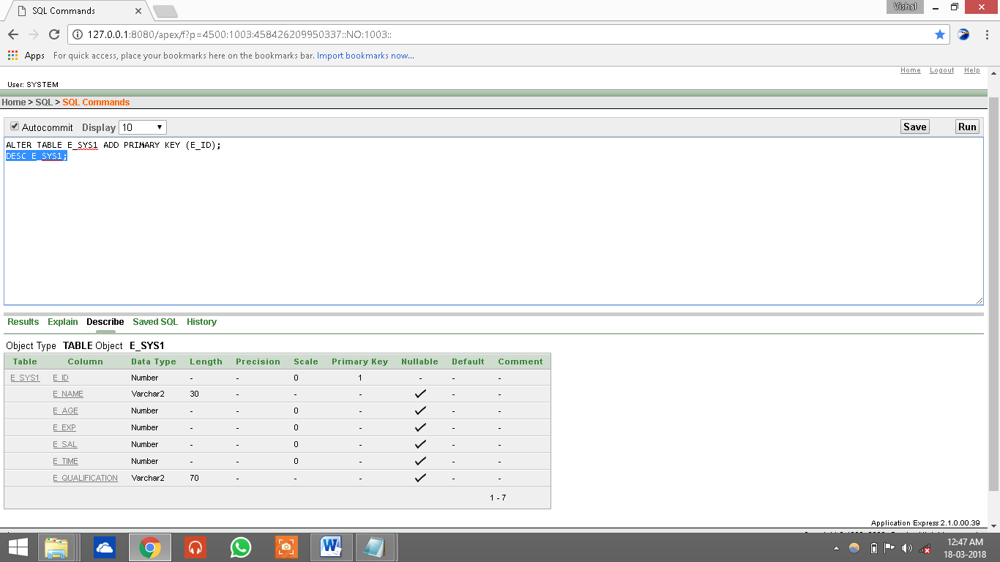 SQL Commands
Vishal
127.0.0.1:8080/apex/f?p=4500:1003:458426209950337::NO:1003::
Apps For quick access, place your bookmarks here on the bookmarks bar. Import bookmarks now...
Home Logout Help
User: SYSTEM
Home > SQL > SQL Commands
Autocommit Display 10 Save Run
ALTER TABLE E_SYS1 ADD PRIMARY KEY (E_ID);
DESC E_SYS1;
Results Explain Describe Saved SQL History
Object Type TABLE Object E_SYS1
Table Column Data Type Length Precision Scale Primary Key Nullable Default Comment
E_SYS1 E_ID Number - - 0 1 - - -
E_NAME Varchar2 30 - - - ✓ - -
E_AGE Number - - 0 - ✓ - -
E_EXP Number - - 0 - ✓ - -
E_SAL Number - - 0 - ✓ - -
E_TIME Number - - 0 - ✓ - -
E_QUALIFICATION Varchar2 70 - - - ✓ - -
1 - 7
Application Express 2.1.0.00.39
12:47 AM
18-03-2018